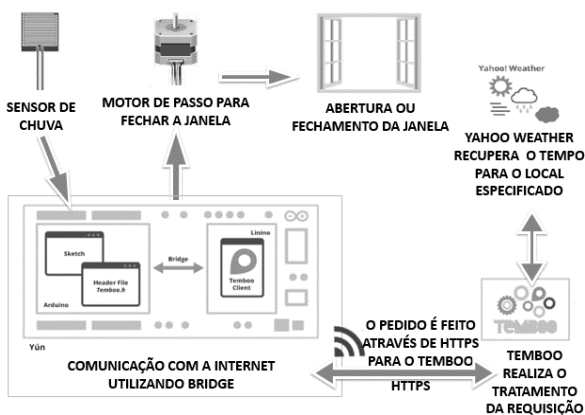 SENSOR DE
CHUVA
MOTOR DE PASSO PARA
FECHAR A JANELA
ABERTURA OU
FECHAMENTO DA JANELA
Yahoo! Weather
YAHOO WEATHER
RECUPERA O TEMPO
PARA O LOCAL
ESPECIFICADO
Sketch
Header File
Temboo.h
Arduino
Bridge
Linino
Temboo
Client
Yún
COMUNICAÇÃO COM A INTERNET
UTILIZANDO BRIDGE
O PEDIDO É FEITO
ATRAVÉS DE HTTPS
PARA O TEMBOO
HTTPS
TEMBOO
TEMBOO
REALIZA O
TRATAMENTO
DA REQUISIÇÃO